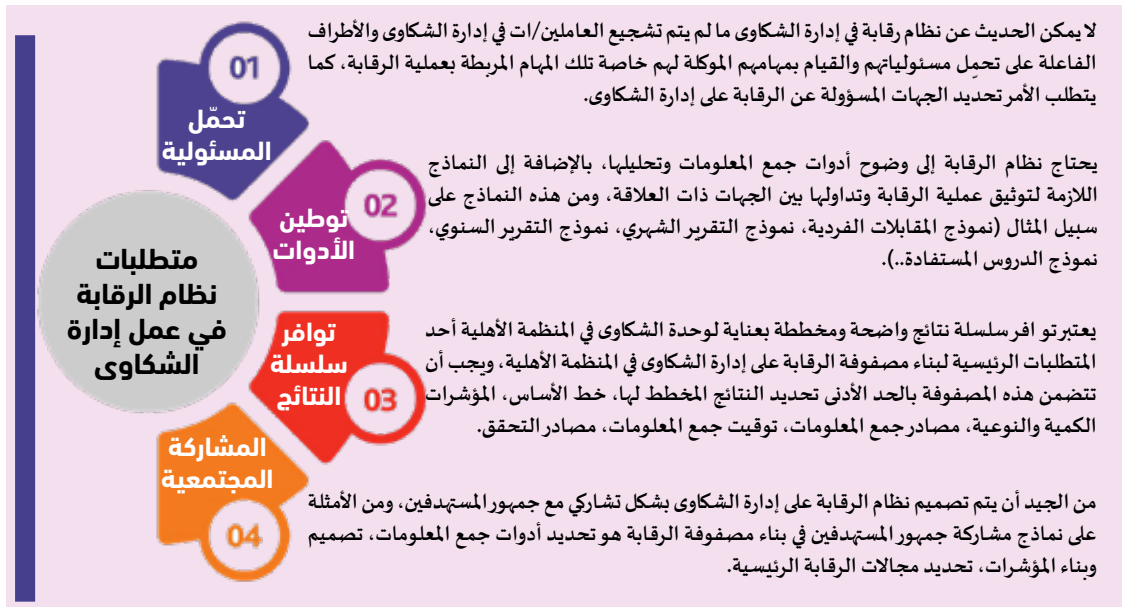 متطلبات
نظام الرقابة
في عمل إدارة
الشكاوى
01
تحمّل
المسئولية
لا يمكن الحديث عن نظام رقابة في إدارة الشكاوى ما لم يتم تشجيع العاملين/ات في إدارة الشكاوى والأطراف
الفاعلة على تحمل مسئولياتهم والقيام بمهامهم الموكلة لهم خاصة تلك المهام المربطة بعملية الرقابة، كما
يتطلب الأمر تحديد الجهات المسؤولة عن الرقابة على إدارة الشكاوى.
02
توطين
الأدوات
يحتاج نظام الرقابة إلى وضوح أدوات جمع المعلومات وتحليلها، بالإضافة إلى النماذج
اللازمة لتوثيق عملية الرقابة وتداولها بين الجهات ذات العلاقة، ومن هذه النماذج على
سبيل المثال (نموذج المقابلات الفردية، نموذج التقرير الشهري، نموذج التقرير السنوي،
نموذج الدروس المستفادة..).
توافر
سلسلة
النتائج
03
يعتبرتو افر سلسلة نتائج واضحة ومخططة بعناية لوحدة الشكاوى في المنظمة الأهلية أحد
المتطلبات الرئيسية لبناء مصفوفة الرقابة على إدارة الشكاوى في المنظمة الأهلية، ويجب أن
تتضمن هذه المصفوفة بالحد الأدنى تحديد النتائج المخطط لها، خط الأساس، المؤشرات
الكمية والنوعية، مصادر جمع المعلومات، توقيت جمع المعلومات، مصادر التحقق.
المشاركة
المجتمعية
04
من الجيد أن يتم تصميم نظام الرقابة على إدارة الشكاوى بشكل تشاركي مع جمهور المستهدفين، ومن الأمثلة
على نماذج مشاركة جمهور المستهدفين في بناء مصفوفة الرقابة هو تحديد أدوات جمع المعلومات، تصميم
وبناء المؤشرات، تحديد مجالات الرقابة الرئيسية.